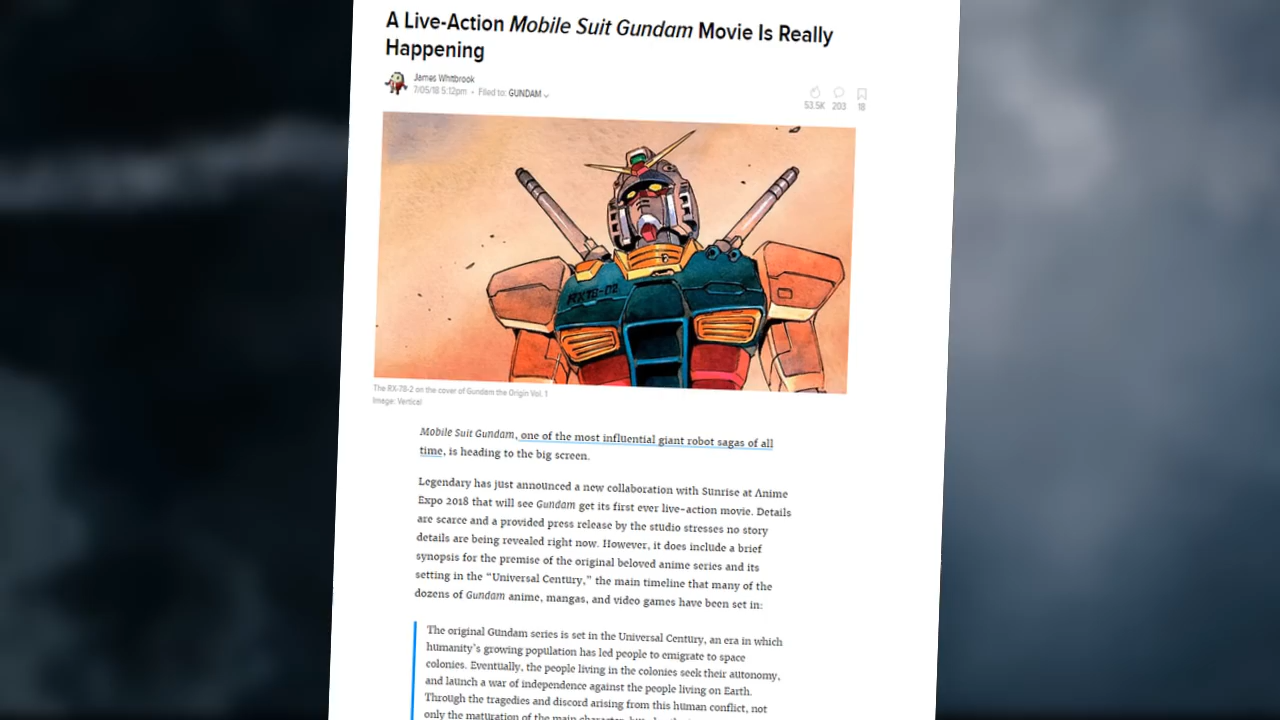 A Live-Action Mobile Suit Gundam Movie Is Really
Happening
James Whitbrook
7/05/18 5:12pm • Filed to: GUNDAM
53.5K 203 18
RX78-02
The RX-78-2 on the cover of Gundam the Origin Vol. 1
Image: Vertical
Mobile Suit Gundam, one of the most influential giant robot sagas of all
time, is heading to the big screen.
Legendary has just announced a new collaboration with Sunrise at Anime
Expo 2018 that will see Gundam get its first ever live-action movie. Details
are scarce and a provided press release by the studio stresses no story
details are being revealed right now. However, it does include a brief
synopsis for the premise of the original beloved anime series and its
setting in the “Universal Century,” the main timeline that many of the
dozens of Gundam anime, mangas, and video games have been set in:
The original Gundam series is set in the Universal Century, an era in which
humanity's growing population has led people to emigrate to space
colonies. Eventually, the people living in the colonies seek their autonomy,
and launch a war of independence against the people living on Earth.
Through the tragedies and discord arising from this human conflict, not
only the maturation of the main character,